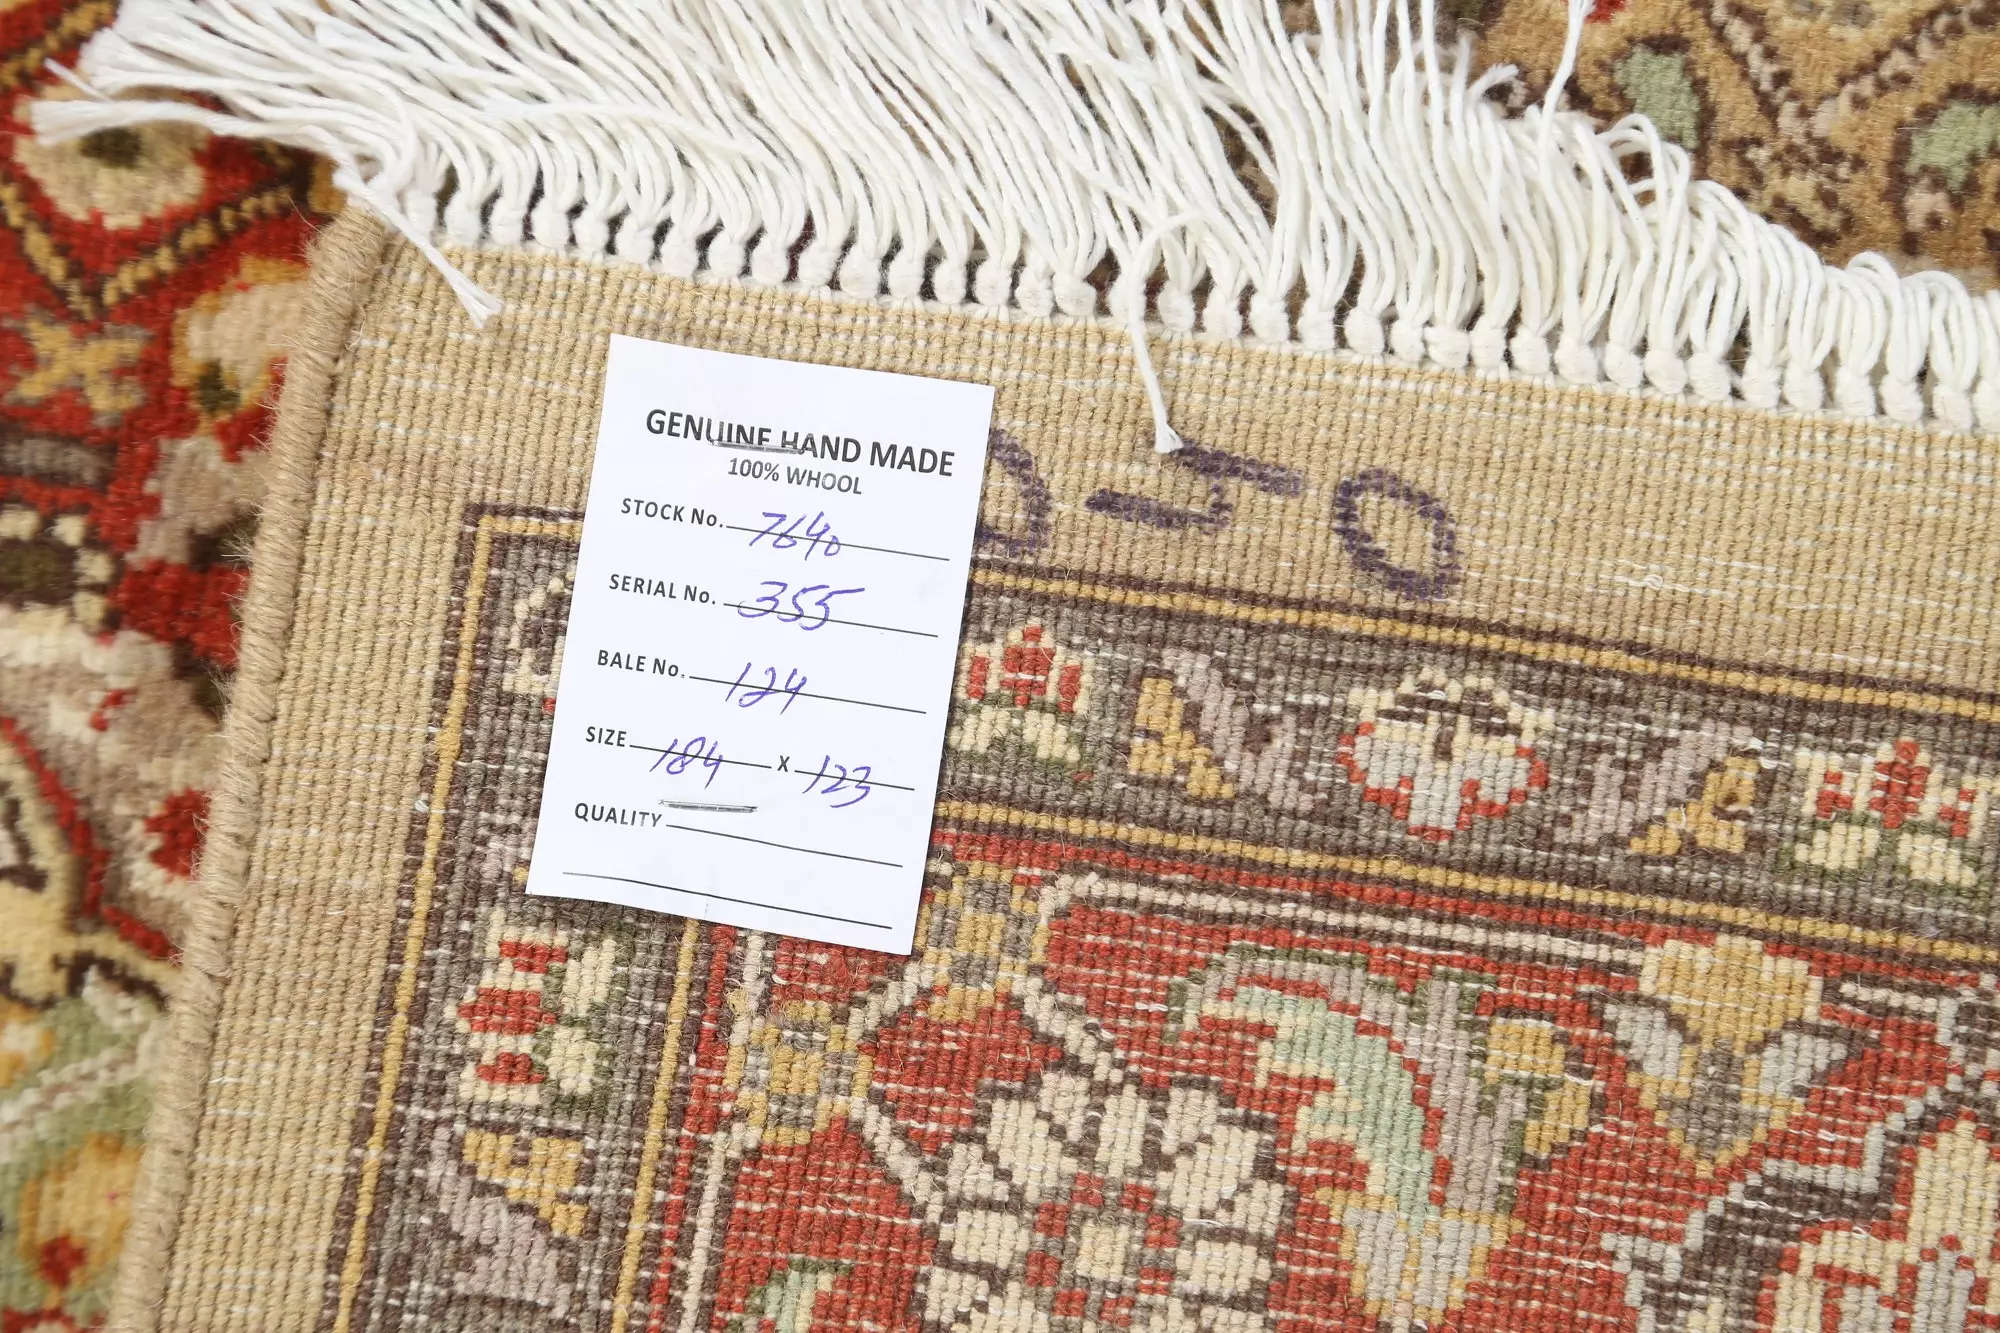 GENUINE HAND MADE
100% WHOOL
STOCK No. 7640
SERIAL No. 355
BALE No. 124
SIZE 184 X 123
QUALITY